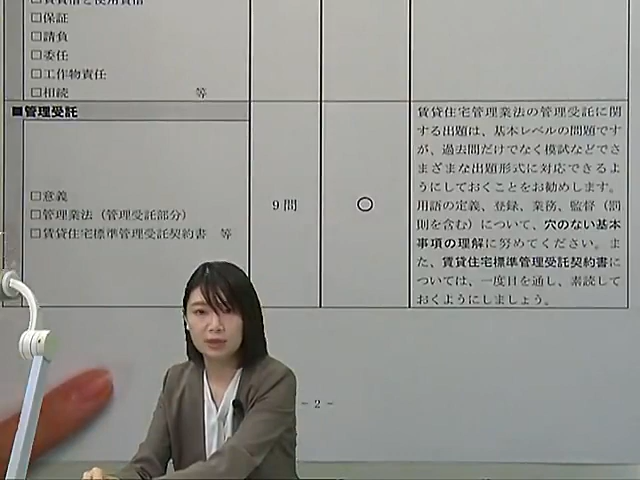 □保証
□請負
□委任
□工作物責任
□相続 等
■管理受託
□意義
□管理業法（管理受託部分）
□賃貸住宅標準管理受託契約書 等
9問
○
賃貸住宅管理業法の管理受託に関
する出題は、基本レベルの問題です
が、過去問だけでなく模試などでさ
まざまな出題形式に対応できるよ
うにしておくことをお勧めします。
用語の定義、登録、業務、監督（罰
則を含む）について、穴のない基本
事項の理解に努めてください。ま
た、賃貸住宅標準管理受託契約書に
ついては、一度目を通し、素読して
おくようにしましょう。
－2－